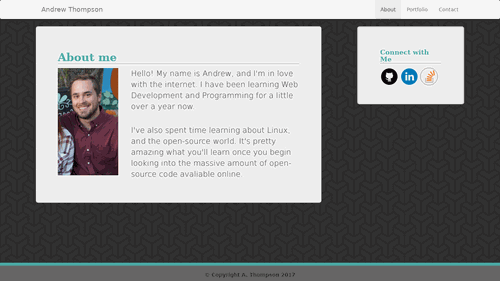 Andrew Thompson
About
Portfolio
Contact
About me
Hello! My name is Andrew, and I'm in love
with the internet. I have been learning Web
Development and Programming for a little
over a year now.
I've also spent time learning about Linux,
and the open-source world. It's pretty
amazing what you'll learn once you begin
looking into the massive amount of open-
source code avaliable online.
Connect with
Me
in
© Copyright A. Thompson 2017